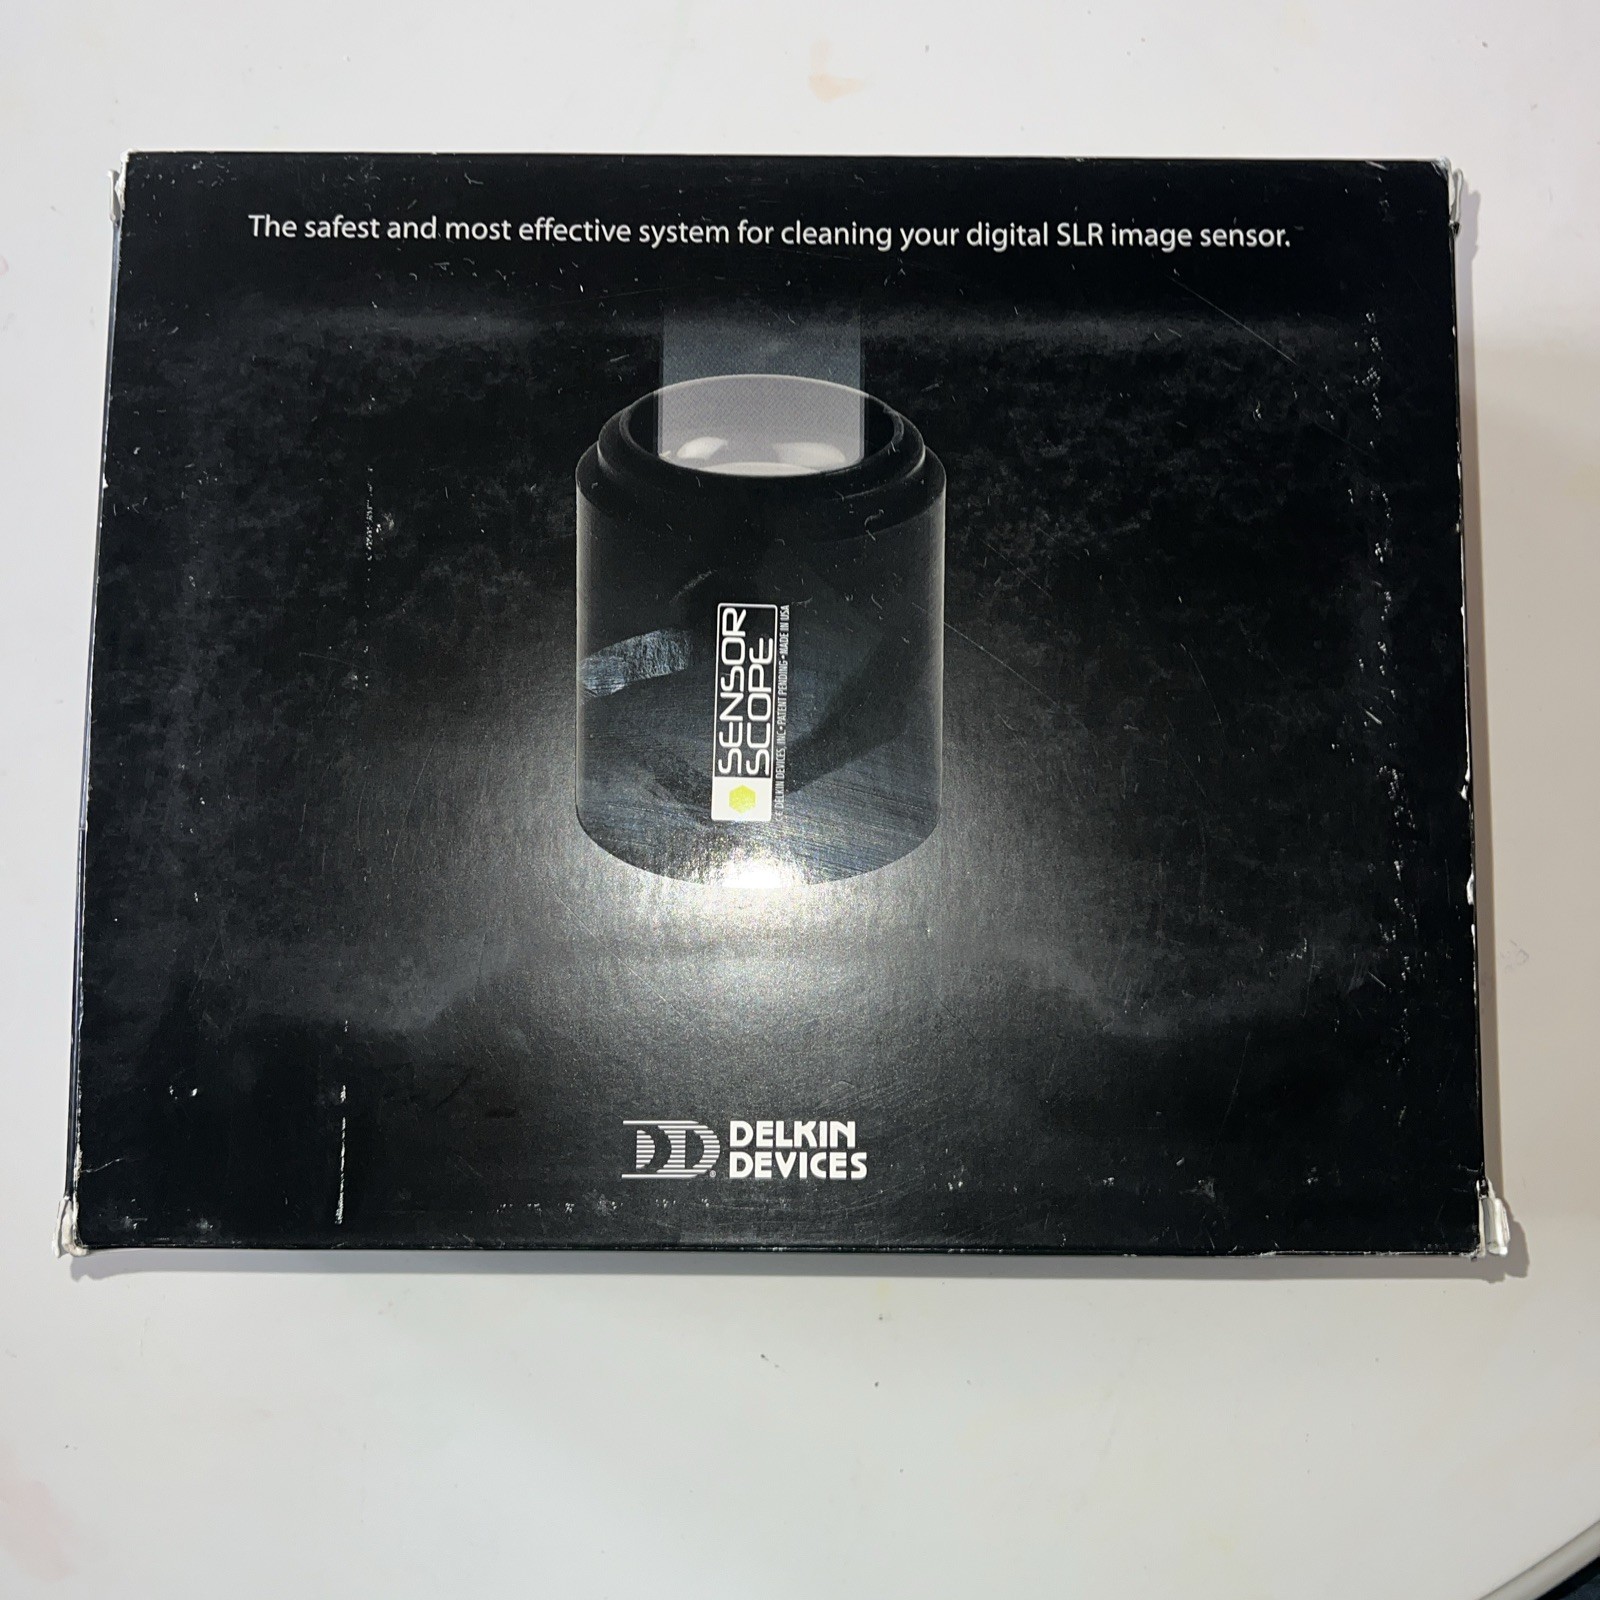 The safest and most effective system for cleaning your digital SLR image sensor.
SENSOR
SCOPE
DELKIN DEVICES, INC • PATENT PENDING • MADE IN USA
DELKIN
DEVICES